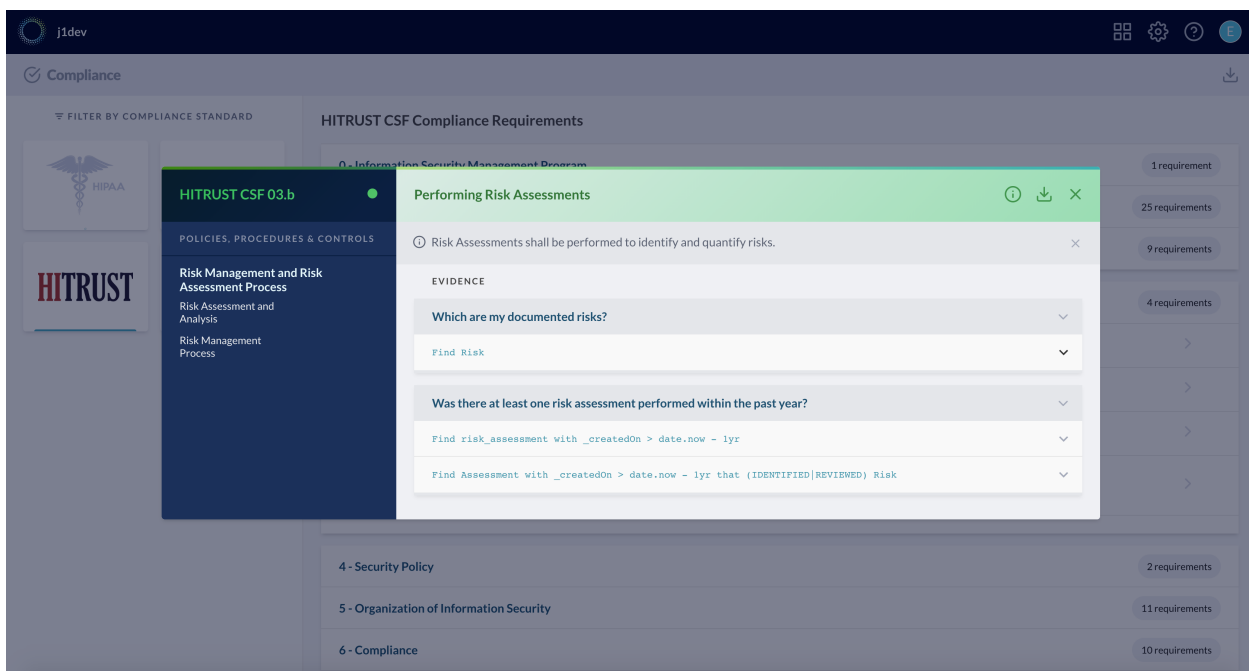 j1dev
E
Compliance
FILTER BY COMPLIANCE STANDARD
HIPAA
HITRUST
HITRUST CSF Compliance Requirements
0 - Information Security Management Program
1 requirement
25 requirements
9 requirements
4 requirements
HITRUST CSF 03.b
POLICIES, PROCEDURES & CONTROLS
Risk Management and Risk
Assessment Process
Risk Assessment and
Analysis
Risk Management
Process
Performing Risk Assessments
Risk Assessments shall be performed to identify and quantify risks.
EVIDENCE
Which are my documented risks?
Find Risk
Was there at least one risk assessment performed within the past year?
Find risk_assessment with _createdOn > date.now - 1yr
Find Assessment with _createdOn > date.now - 1yr that (IDENTIFIED|REVIEWED) Risk
4 - Security Policy
2 requirements
5 - Organization of Information Security
11 requirements
6 - Compliance
10 requirements